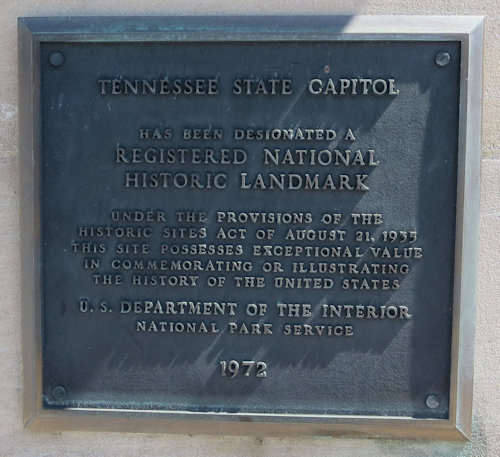 TENNESSEE STATE CAPITOL
HAS BEEN DESIGNATED A
REGISTERED NATIONAL
HISTORIC LANDMARK
UNDER THE PROVISIONS OF THE
HISTORIC SITES ACT OF AUGUST 21, 1935
THIS SITE POSSESSES EXCEPTIONAL VALUE
IN COMMEMORATING OR ILLUSTRATING
THE HISTORY OF THE UNITED STATES
U. S. DEPARTMENT OF THE INTERIOR
NATIONAL PARK SERVICE
1972